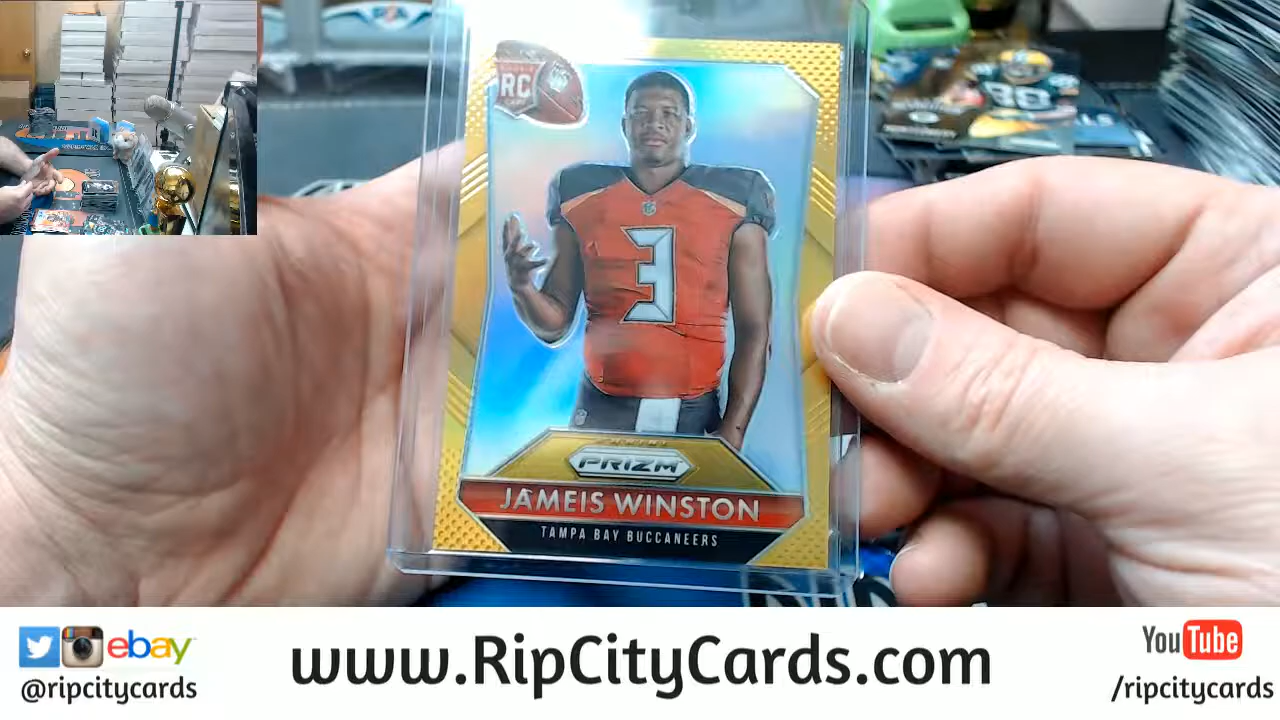 RC
3
PRIZM
JAMEIS WINSTON
TAMPA BAY BUCCANEERS
ebay
@ripcitycards
www.RipCityCards.com
YouTube
/ripcitycards